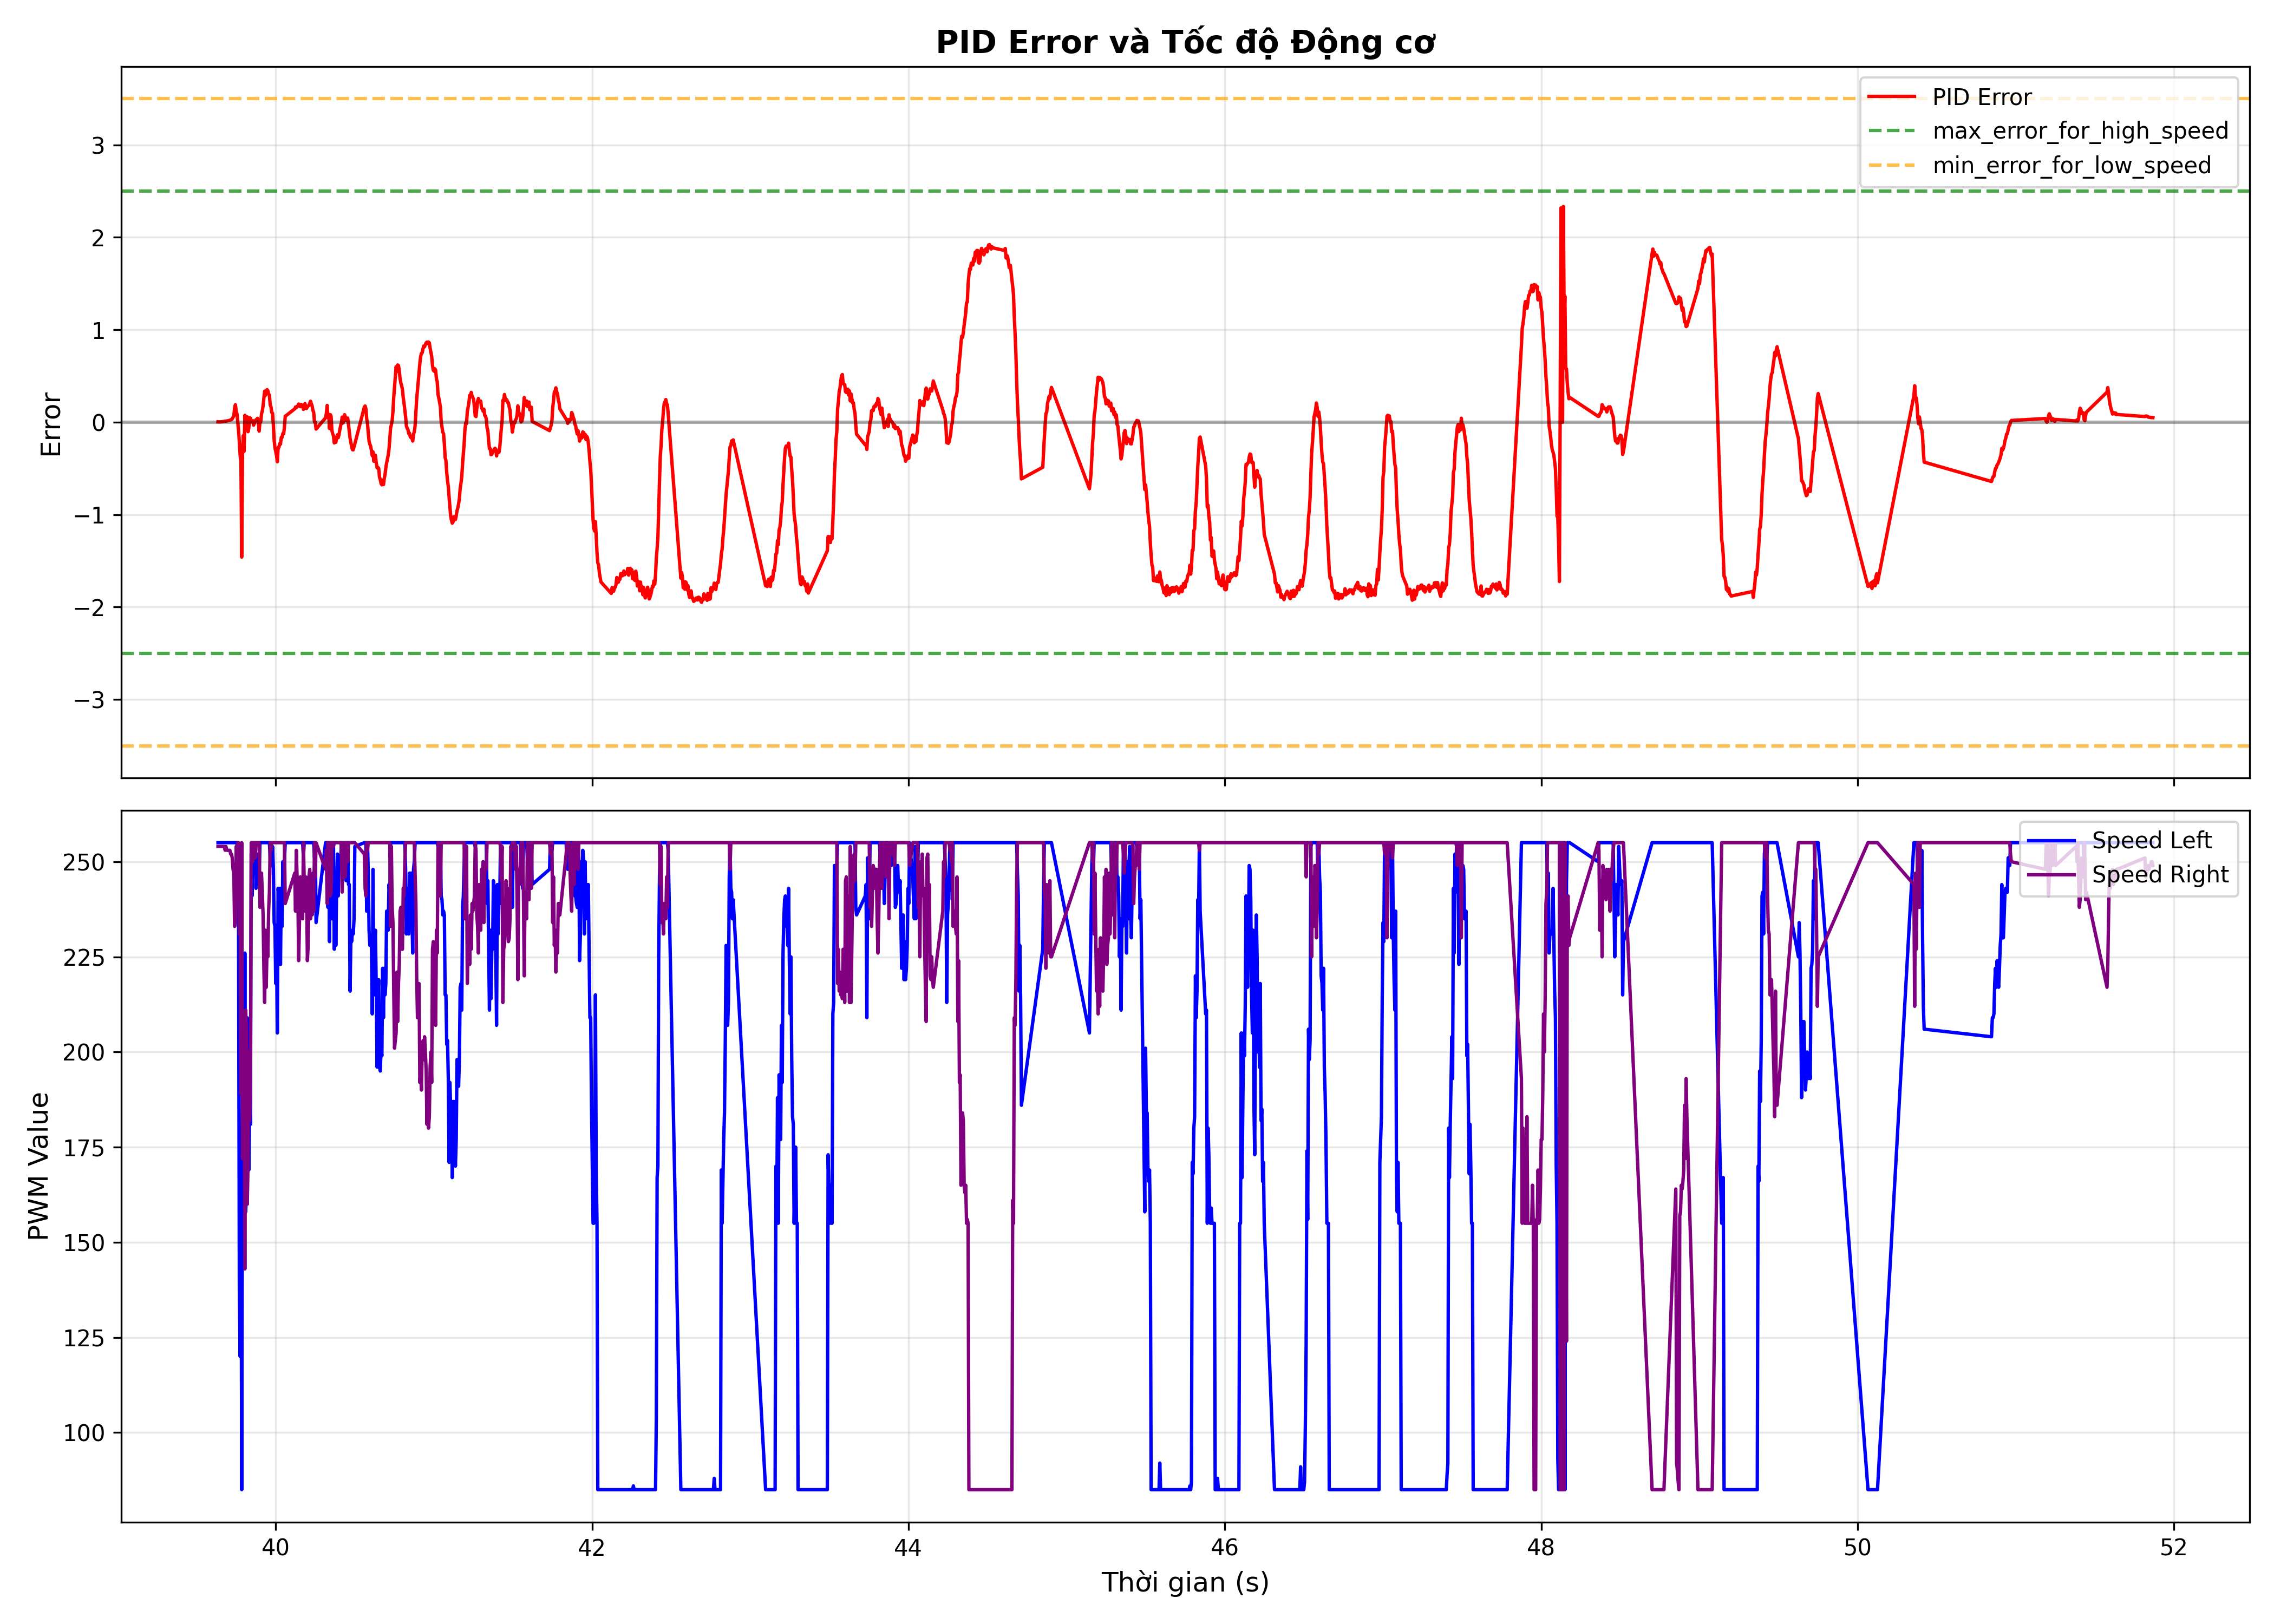 PID Error và Tốc độ Động cơ
PID Error
max_error_for_high_speed
min_error_for_low_speed
Error
3
2
1
0
−1
−2
−3
Speed Left
Speed Right
PWM Value
250
225
200
175
150
125
100
40 42 44 46 48 50 52
Thời gian (s)